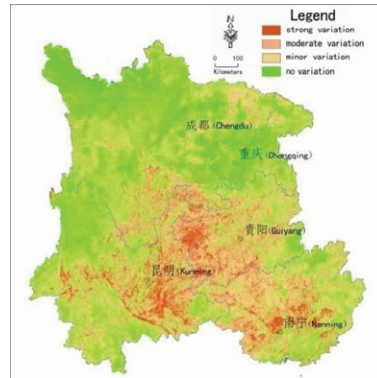 Legend
strong variation
moderate variation
minor variation
no variation
N
0 100
Kilometers
成都(Chengdu)
重庆(Chongqing)
贵阳(Guiyang)
昆明(Kunming)
南宁(Nanning)